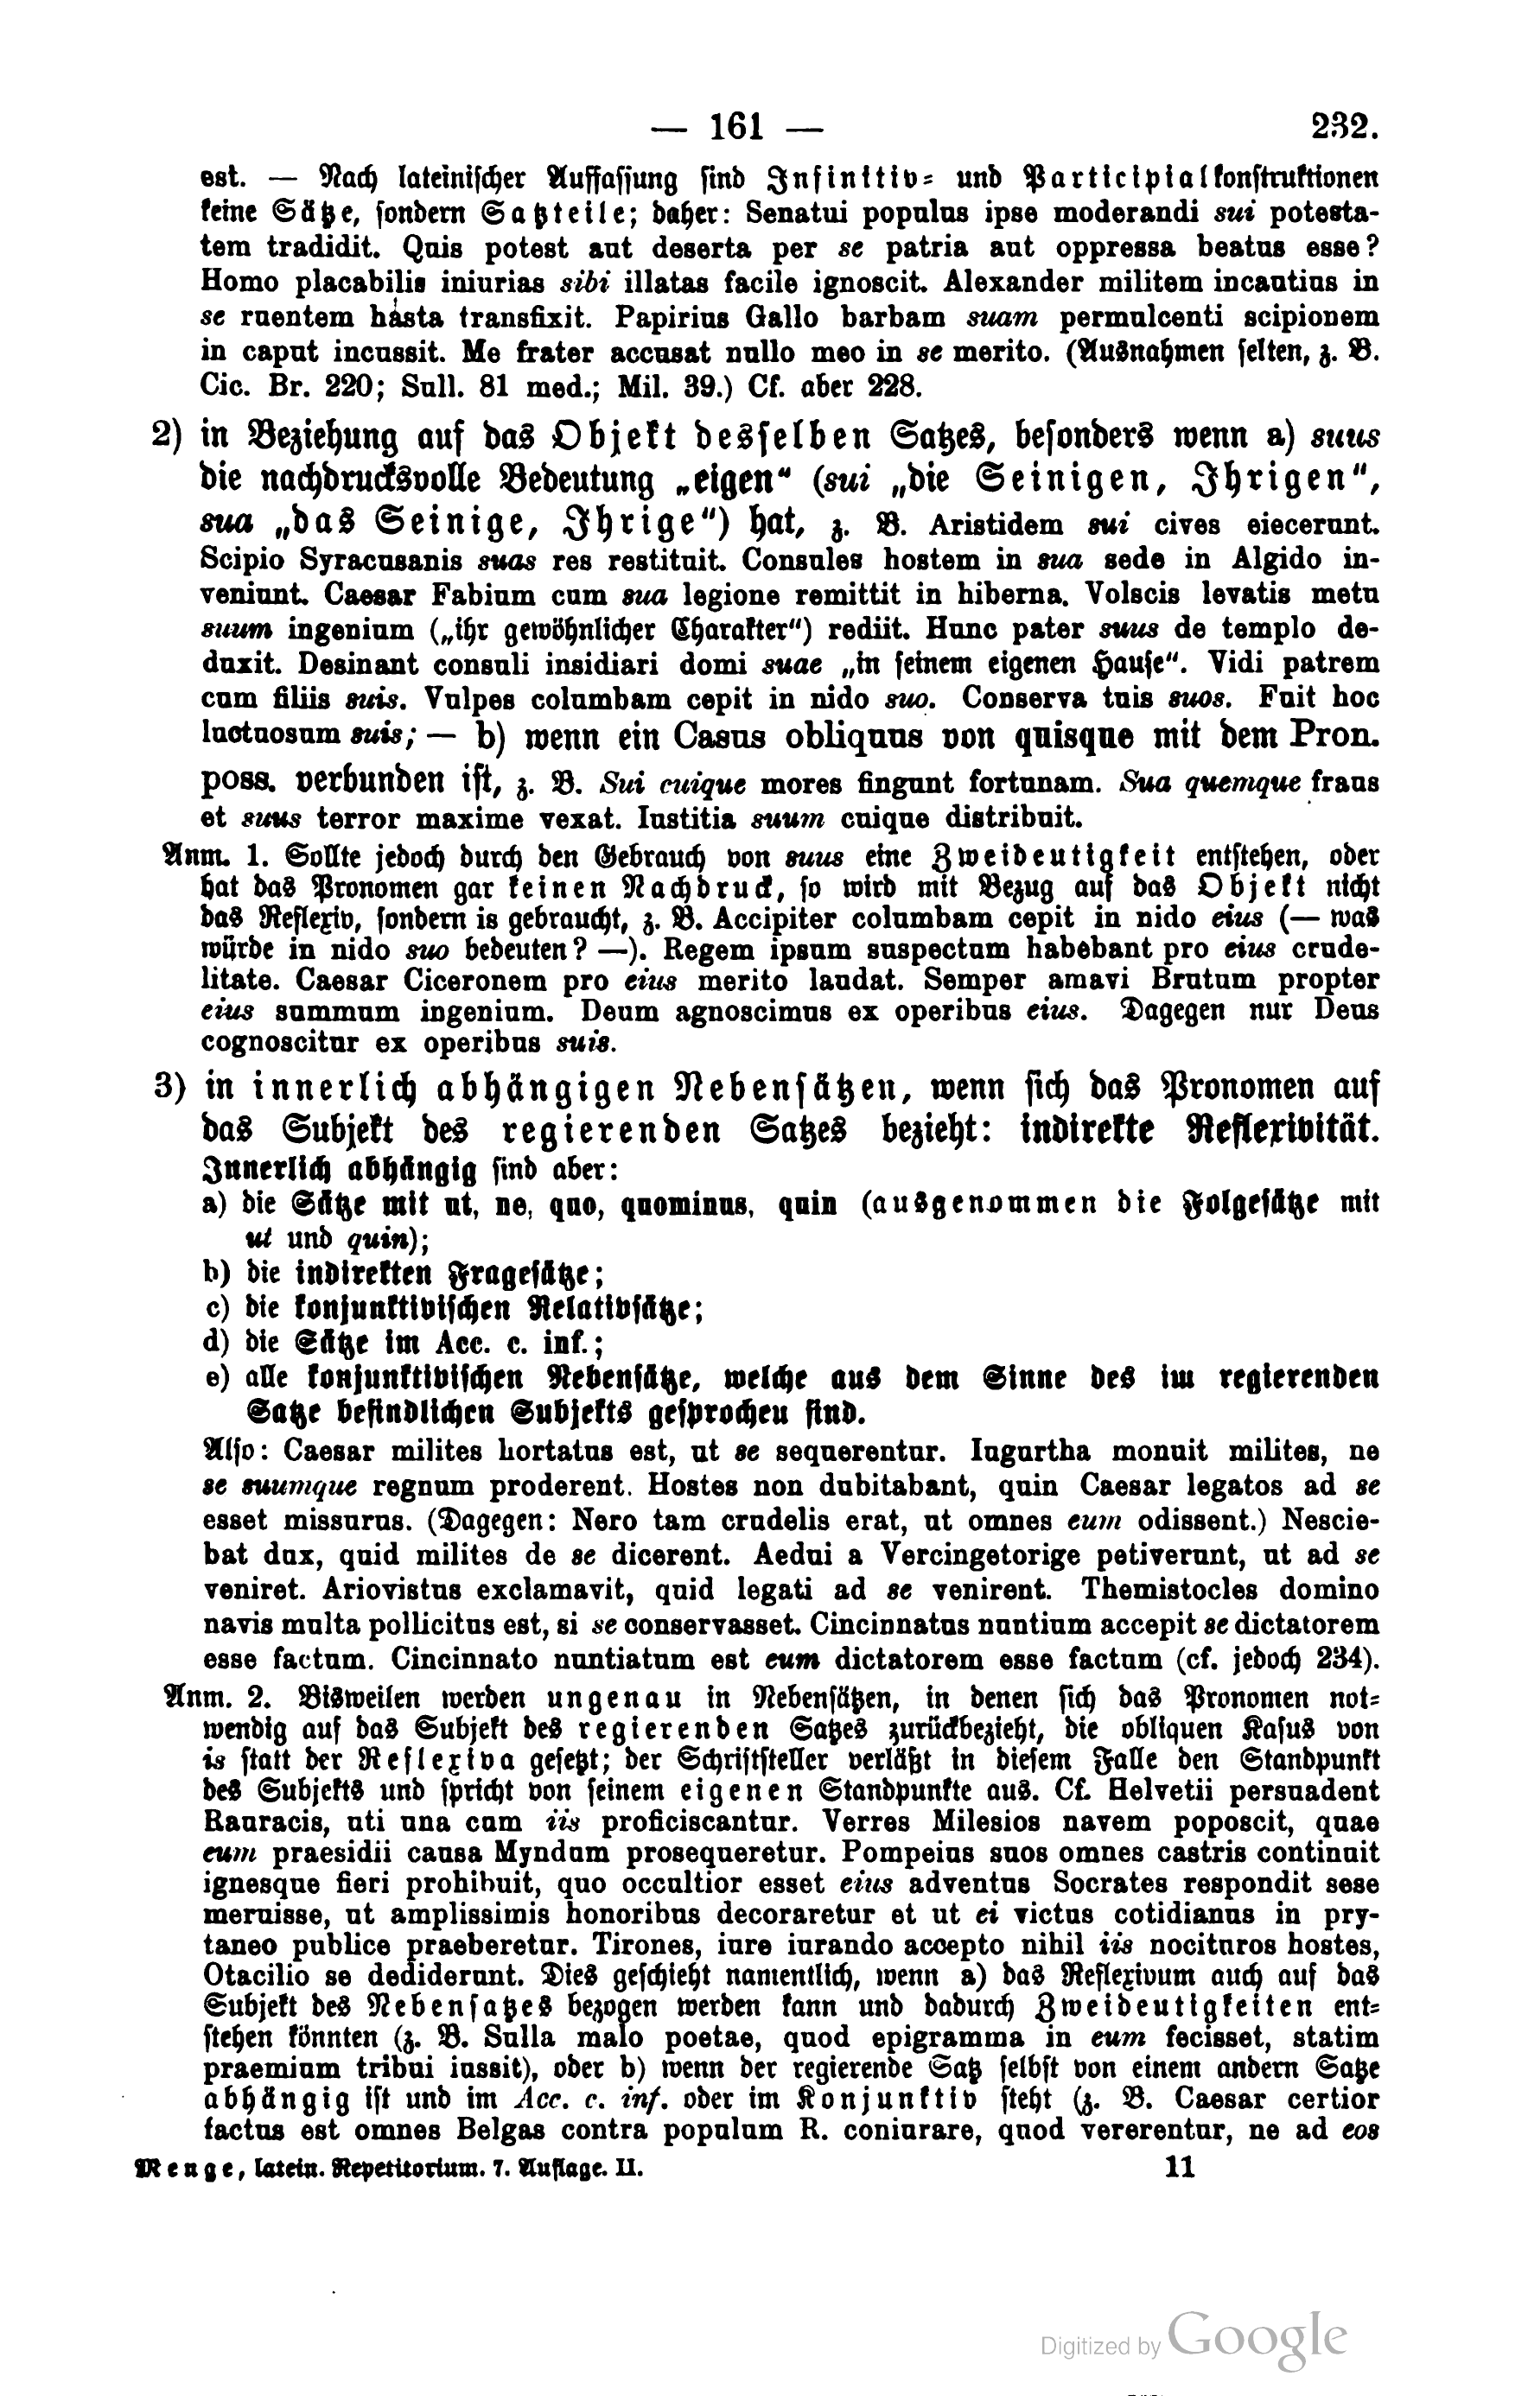 — 161 — 232.
est. — Nach lateinischer Auffassung sind Infinitiv- und Participialkonstruktionen
keine Sätze, sondern Satzteile; daher: Senatui populus ipse moderandi sui potesta-
tem tradidit. Quis potest aut deserta per se patria aut oppressa beatus esse?
Homo placabilis iniurias sibi illatas facile ignoscit. Alexander militem incautius in
se ruentem hasta transfixit. Papirius Gallo barbam suam permulcenti scipionem
in caput incussit. Me frater accusat nullo meo in se merito. (Ausnahmen selten, z. B.
Cic. Br. 220; Sull. 81 med.; Mil. 39.) Cf. aber 228.
2) in Beziehung auf das Objekt desselben Satzes, besonders wenn a) suus
die nachdrucksvolle Bedeutung „eigen“ (sui „die Seinigen, Ihrigen“,
sua „das Seinige, Ihrige“) hat, z. B. Aristidem sui cives eiecerunt.
Scipio Syracusanis suas res restituit. Consules hostem in sua sede in Algido in-
veniunt. Caesar Fabium cum sua legione remittit in hiberna. Volscis levatis metu
suum ingenium („ihr gewöhnlicher Charakter“) rediit. Hunc pater suus de templo de-
duxit. Desinant consuli insidiari domi suae „in seinem eigenen Hause“. Vidi patrem
cum filiis suis. Vulpes columbam cepit in nido suo. Conserva tuis suos. Fuit hoc
luctuosum suis; — b) wenn ein Casus obliquus von quisque mit dem Pron.
poss. verbunden ist, z. B. Sui cuique mores fingunt fortunam. Sua quemque fraus
et suus terror maxime vexat. Iustitia suum cuique distribuit.
Anm. 1. Sollte jedoch durch den Gebrauch von suus eine Zweideutigkeit entstehen, oder
hat das Pronomen gar keinen Nachdruck, so wird mit Bezug auf das Objekt nicht
das Reflexiv, sondern is gebraucht, z. B. Accipiter columbam cepit in nido eius (— was
würde in nido suo bedeuten? —). Regem ipsum suspectum habebant pro eius crude-
litate. Caesar Ciceronem pro eius merito laudat. Semper amavi Brutum propter
eius summum ingenium. Deum agnoscimus ex operibus eius. Dagegen nur Deus
cognoscitur ex operibus suis.
3) in innerlich abhängigen Nebensätzen, wenn sich das Pronomen auf
das Subjekt des regierenden Satzes bezieht: indirekte Reflexivität.
Innerlich abhängig sind aber:
a) die Sätze mit ut, ne, quo, quominus, quin (ausgenommen die Folgesätze mit
ut und quin);
b) die indirekten Fragesätze;
c) die konjunktivischen Relativsätze;
d) die Sätze im Acc. c. inf.;
e) alle konjunktivischen Nebensätze, welche aus dem Sinne des im regierenden
Satze befindlichen Subjekts gesprochen sind.
Also: Caesar milites hortatus est, ut se sequerentur. Iugurtha monuit milites, ne
se suumque regnum proderent. Hostes non dubitabant, quin Caesar legatos ad se
esset missurus. (Dagegen: Nero tam crudelis erat, ut omnes eum odissent.) Nescie-
bat dux, quid milites de se dicerent. Aedui a Vercingetorige petiverunt, ut ad se
veniret. Ariovistus exclamavit, quid legati ad se venirent. Themistocles domino
navis multa pollicitus est, si se conservasset. Cincinnatus nuntium accepit se dictatorem
esse factum. Cincinnato nuntiatum est eum dictatorem esse factum (cf. jedoch 234).
Anm. 2. Bisweilen werden ungenau in Nebensätzen, in denen sich das Pronomen not-
wendig auf das Subjekt des regierenden Satzes zurückbezieht, die obliquen Kasus von
is statt der Reflexiva gesetzt; der Schriftsteller verläßt in diesem Falle den Standpunkt
des Subjekts und spricht von seinem eigenen Standpunkte aus. Cf. Helvetii persuadent
Rauracis, uti una cum iis proficiscantur. Verres Milesios navem poposcit, quae
eum praesidii causa Myndum prosequeretur. Pompeius suos omnes castris continuit
ignesque fieri prohibuit, quo occultior esset eius adventus Socrates respondit sese
meruisse, ut amplissimis honoribus decoraretur et ut ei victus cotidianus in pry-
taneo publice praeberetur. Tirones, iure iurando accepto nihil iis nocituros hostes,
Otacilio se dediderunt. Dies geschieht namentlich, wenn a) das Reflexivum auch auf das
Subjekt des Nebensatzes bezogen werden kann und dadurch Zweideutigkeiten ent-
stehen könnten (z. B. Sulla malo poetae, quod epigramma in eum fecisset, statim
praemium tribui iussit), oder b) wenn der regierende Satz selbst von einem andern Satze
abhängig ist und im Acc. c. inf. oder im Konjunktiv steht (z. B. Caesar certior
factus est omnes Belgas contra populum R. coniurare, quod vererentur, ne ad eos
Menge, latein. Repetitorium. 7. Auflage. II. 11
Digitized by Google